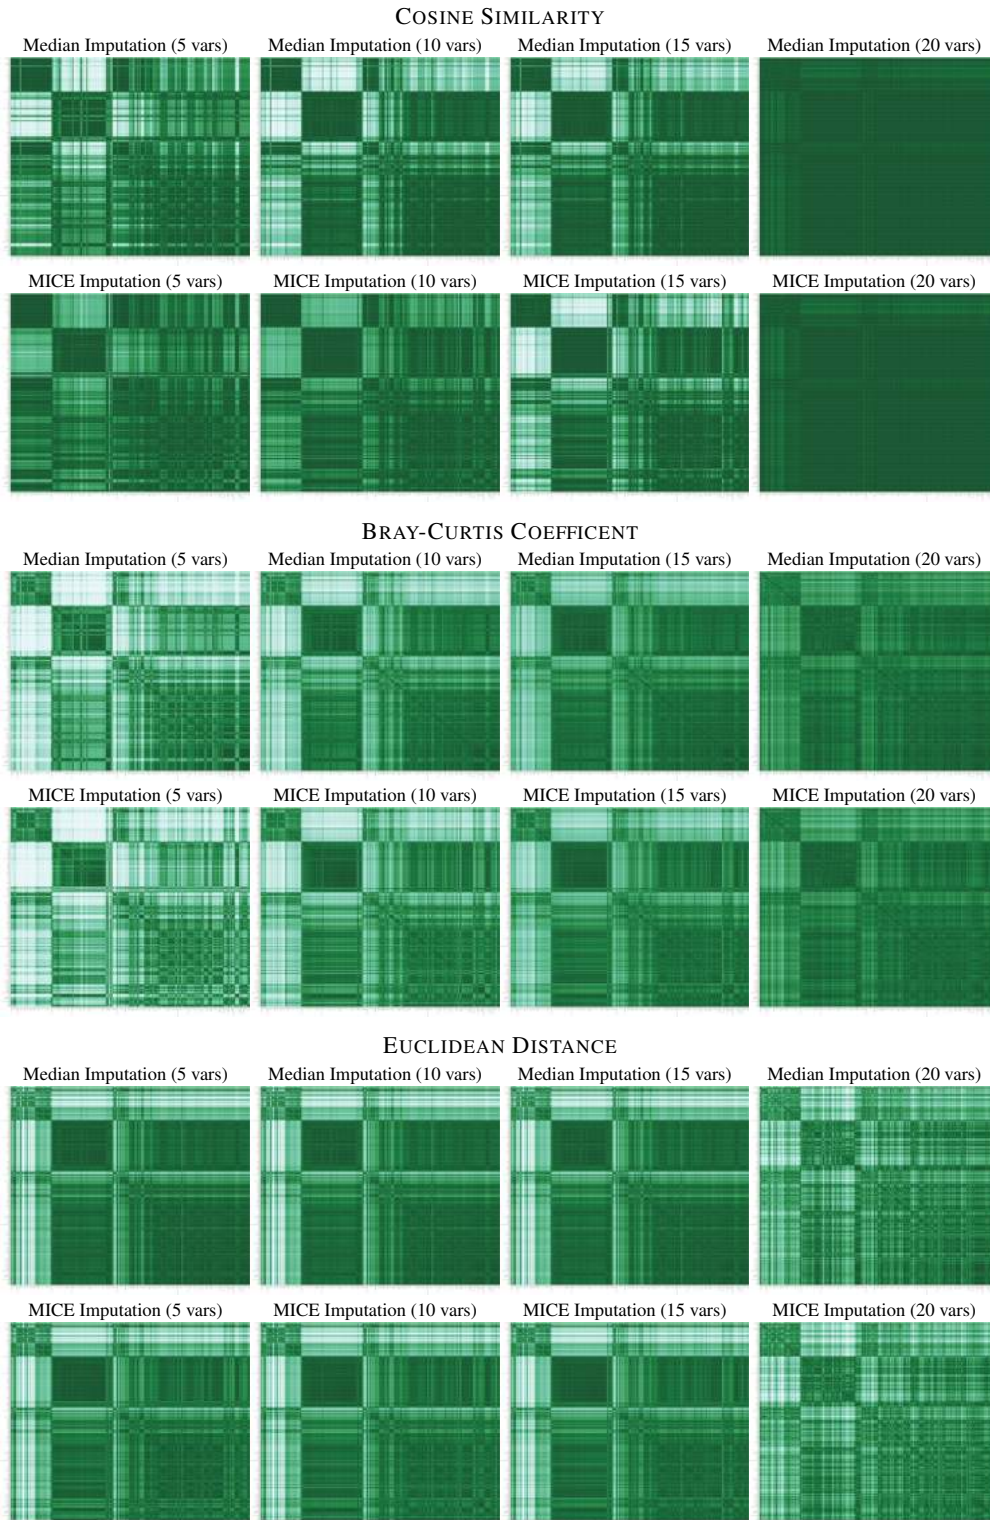 COSINE SIMILARITY
Median Imputation (5 vars) Median Imputation (10 vars) Median Imputation (15 vars) Median Imputation (20 vars)
MICE Imputation (5 vars) MICE Imputation (10 vars) MICE Imputation (15 vars) MICE Imputation (20 vars)
BRAY-CURTIS COEFFICENT
Median Imputation (5 vars) Median Imputation (10 vars) Median Imputation (15 vars) Median Imputation (20 vars)
MICE Imputation (5 vars) MICE Imputation (10 vars) MICE Imputation (15 vars) MICE Imputation (20 vars)
EUCLIDEAN DISTANCE
Median Imputation (5 vars) Median Imputation (10 vars) Median Imputation (15 vars) Median Imputation (20 vars)
MICE Imputation (5 vars) MICE Imputation (10 vars) MICE Imputation (15 vars) MICE Imputation (20 vars)